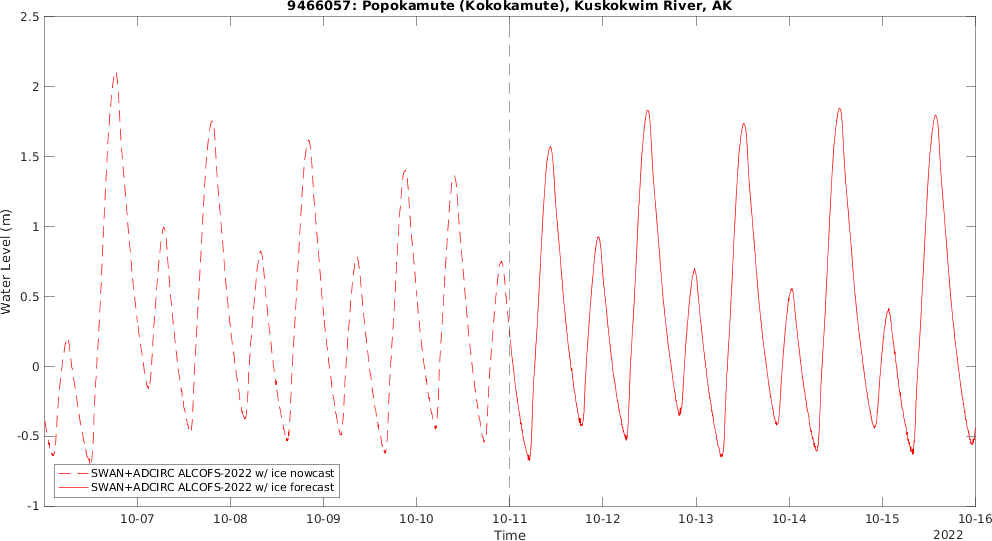 9466057: Popokamute (Kokokamute), Kuskokwim River, AK
2.5
2
1.5
1
0.5
0
-0.5
-1
Water Level (m)
SWAN+ADCIRC ALCOFS-2022 w/ ice nowcast
SWAN+ADCIRC ALCOFS-2022 w/ ice forecast
10-07 10-08 10-09 10-10 10-11 10-12 10-13 10-14 10-15 10-16
Time
2022